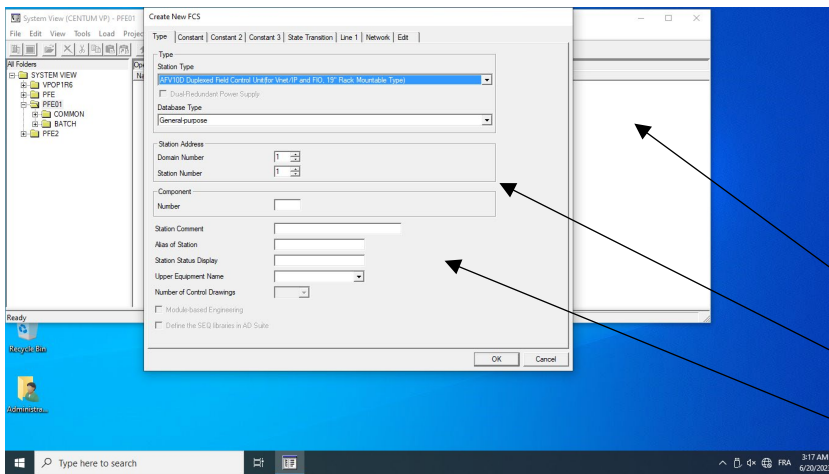 System View (CENTUM VP) - PFE01
File Edit View Tools Load
All Folders
SYSTEM VIEW
VPOP1R6
PFE
PFE01
COMMON
BATCH
PFE2
Ready
Create New FCS
Type Constant Constant 2 Constant 3 State Transition Line 1 Network Edit
Type
Station Type
AFV10D Duplexed Field Control Unit(for Vnet/IP and FIO, 19" Rack Mountable Type)
Dual-Redundant Power Supply
Database Type
General-purpose
Station Address
Domain Number 1
Station Number 1
Component
Number
Station Comment
Alias of Station
Station Status Display
Upper Equipment Name
Number of Control Drawings
Module-based Engineering
Define the SEQ libraries in AD Suite
OK Cancel
Recycle Bin
Administra...
Type here to search
FRA
3:17 AM